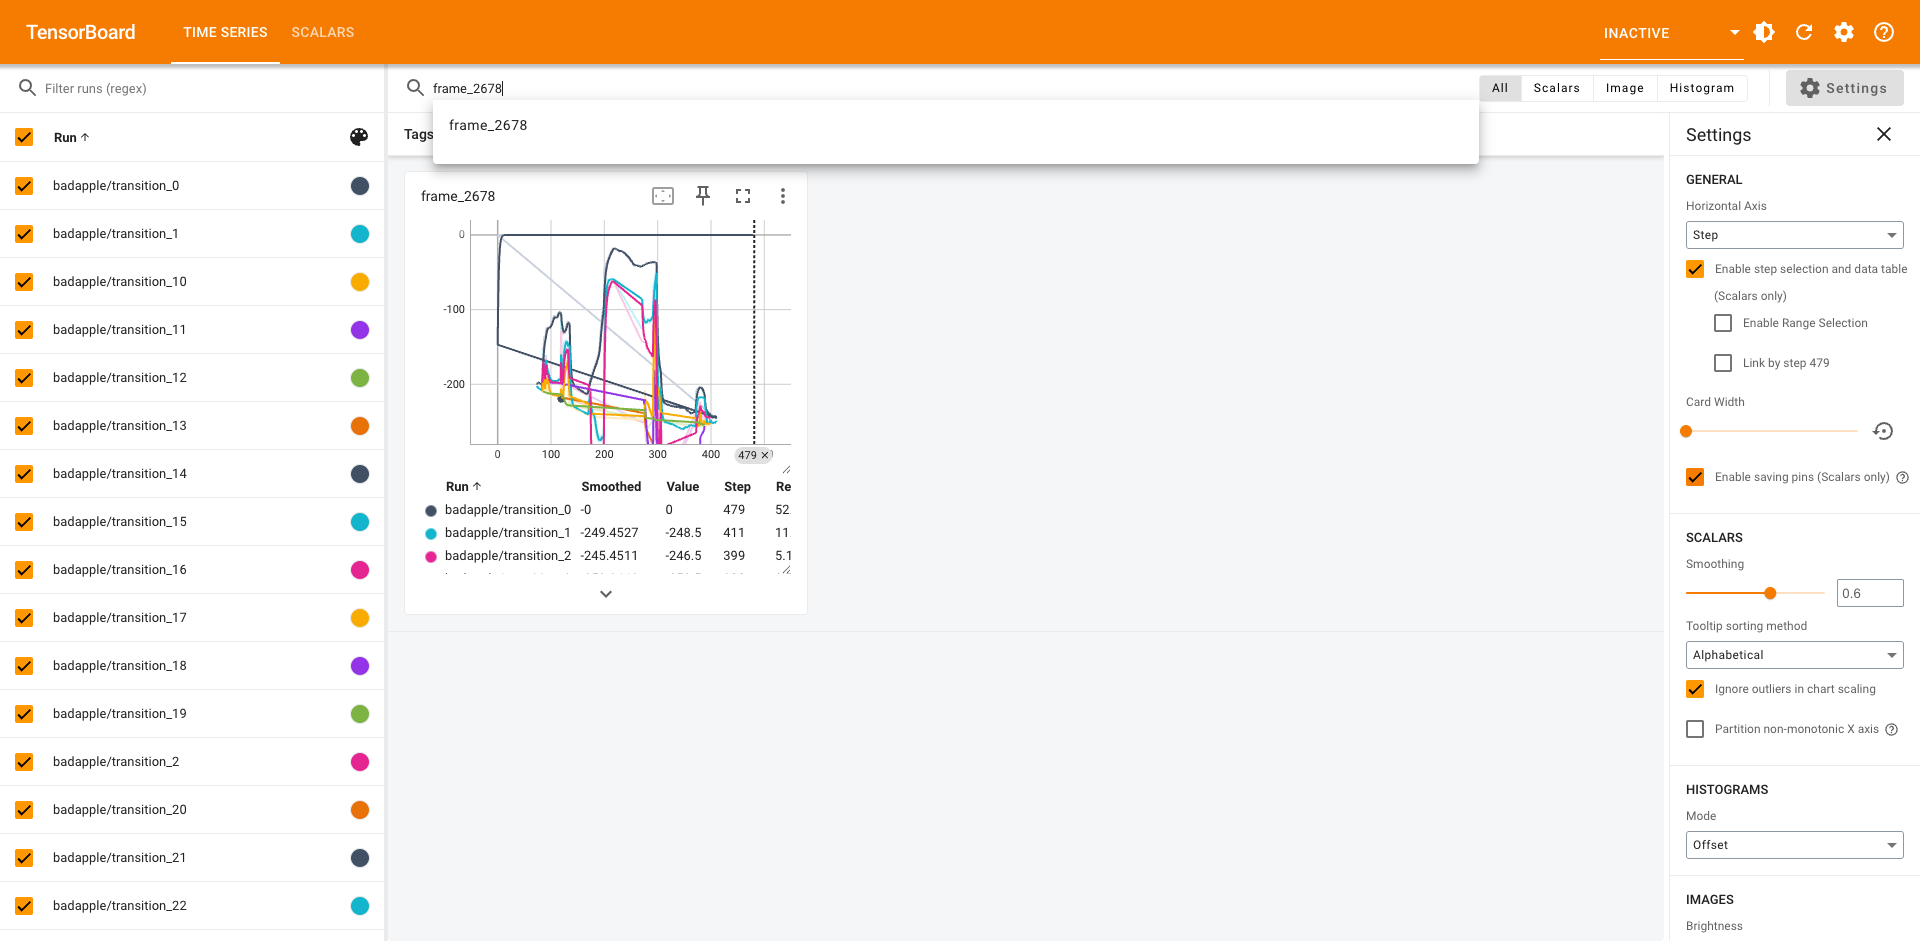 TensorBoard TIME SERIES SCALARS INACTIVE
Filter runs (regex)
Run
badapple/transition_0
badapple/transition_1
badapple/transition_10
badapple/transition_11
badapple/transition_12
badapple/transition_13
badapple/transition_14
badapple/transition_15
badapple/transition_16
badapple/transition_17
badapple/transition_18
badapple/transition_19
badapple/transition_2
badapple/transition_20
badapple/transition_21
badapple/transition_22
frame_2678
All Scalars Image Histogram Settings
frame_2678
Tags
frame_2678
0
-100
-200
0 100 200 300 400 479
Run Smoothed Value Step Re
badapple/transition_0 -0 0 479 52
badapple/transition_1 -249.4527 -248.5 411 11
badapple/transition_2 -245.4511 -246.5 399 5.1
Settings
GENERAL
Horizontal Axis
Step
Enable step selection and data table
(Scalars only)
Enable Range Selection
Link by step 479
Card Width
Enable saving pins (Scalars only)
SCALARS
Smoothing
0.6
Tooltip sorting method
Alphabetical
Ignore outliers in chart scaling
Partition non-monotonic X axis
HISTOGRAMS
Mode
Offset
IMAGES
Brightness